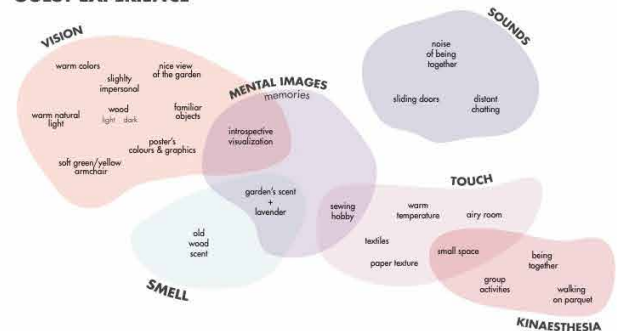 GUEST EXPERIENCE
VISION
warm colors
slighlty
impersonal
nice view
of the garden
warm natural
light
wood
light dark
familiar
objects
poster's
colours & graphics
soft green/yellow
armchair
MENTAL IMAGES
memories
introspective
visualization
garden's scent
+
lavender
sewing
hobby
SOUNDS
noise
of being
together
sliding doors
distant
chatting
SMELL
old
wood
scent
TOUCH
warm
temperature
airy room
textiles
paper texture
small space
being
together
group
activities
walking
on parquet
KINAESTHESIA